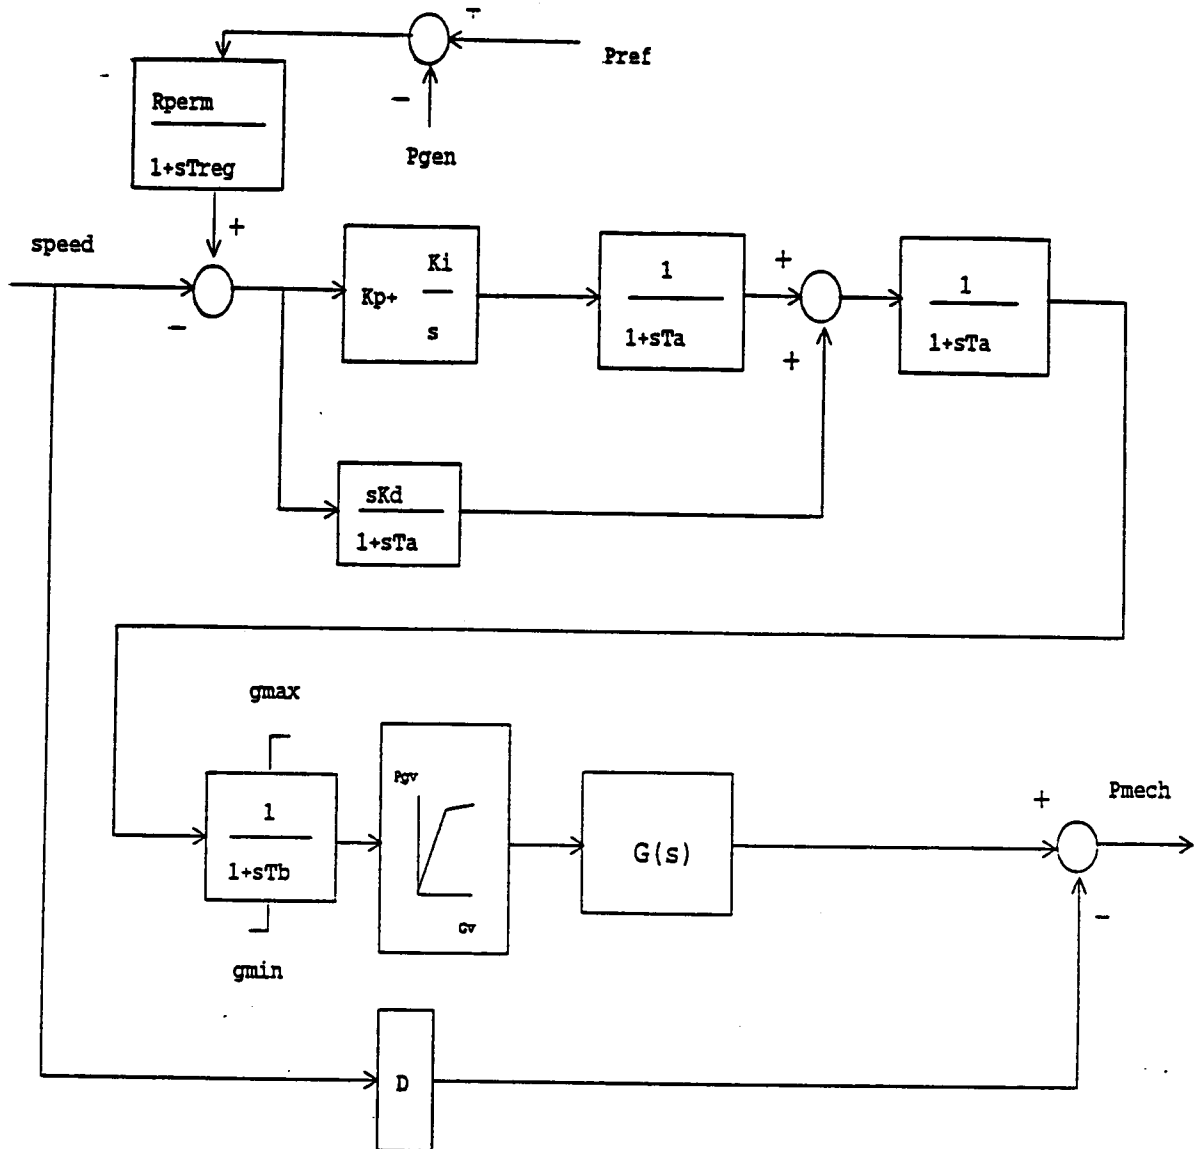 Pref
Rperm
1+sTreg
-
Pgen
+
speed
-
Kp+
Ki
s
1
1+sTa
+
+
1
1+sTa
sKd
1+sTa
gmax
1
1+sTb
gmin
Pgv
Gv
G(s)
+
Pmech
-
D